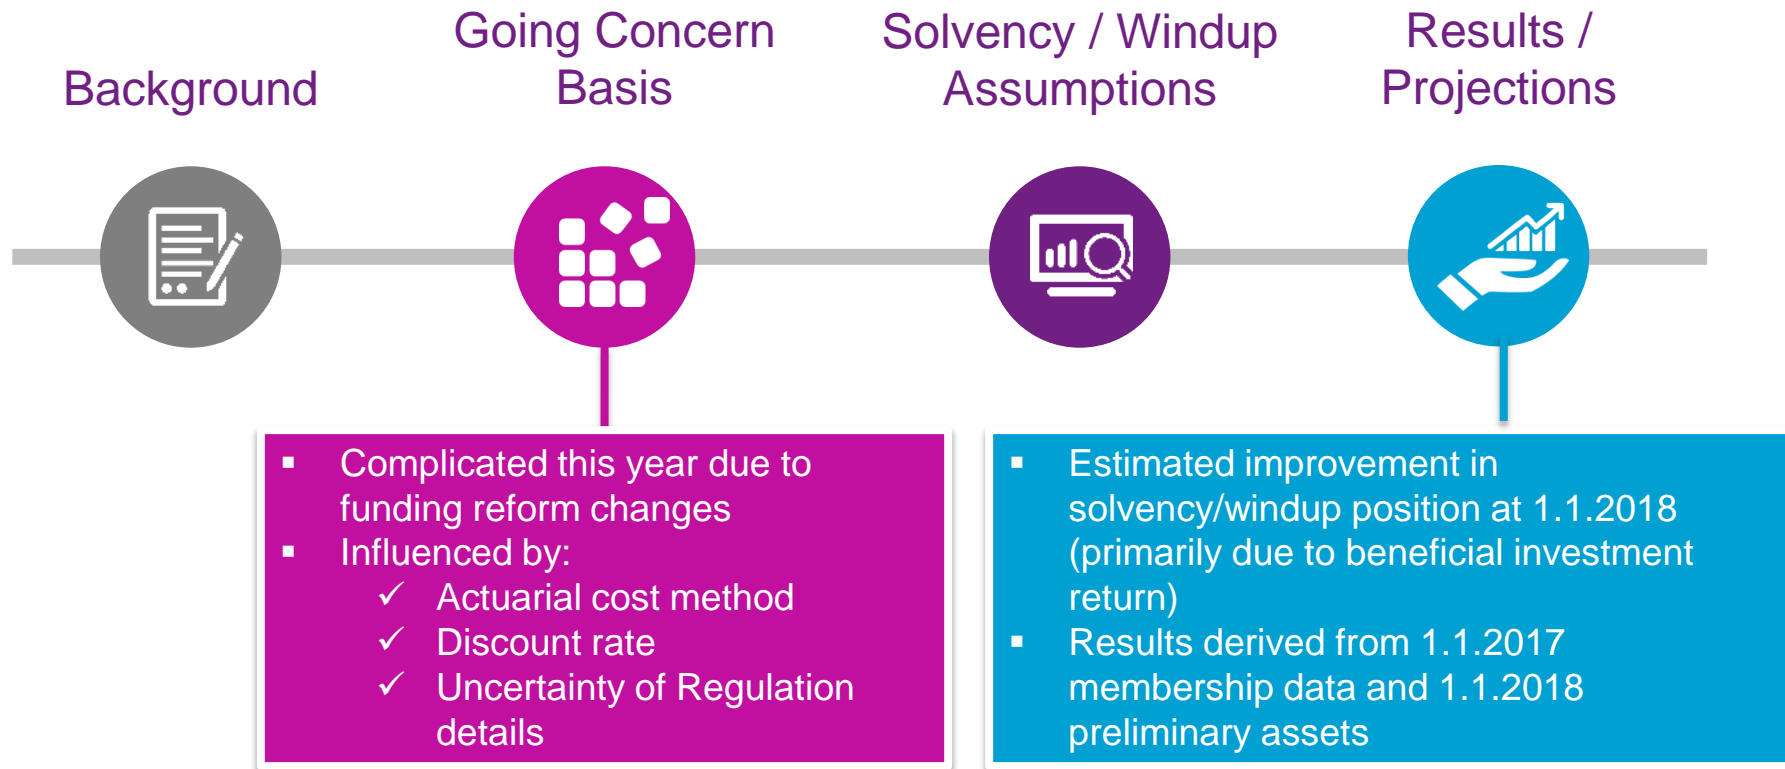 Background
Going Concern
Basis
Solvency / Windup
Assumptions
Results /
Projections
▪ Complicated this year due to
funding reform changes
▪ Influenced by:
✓ Actuarial cost method
✓ Discount rate
✓ Uncertainty of Regulation
details
▪ Estimated improvement in
solvency/windup position at 1.1.2018
(primarily due to beneficial investment
return)
▪ Results derived from 1.1.2017
membership data and 1.1.2018
preliminary assets